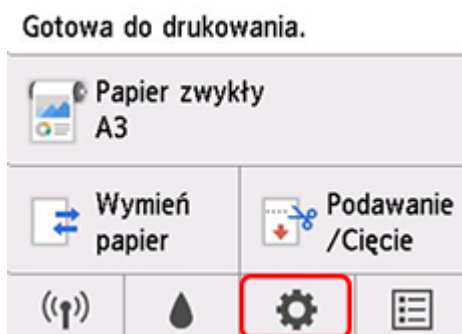 Gotowa do drukowania.
Papier zwykły
A3
Wymień
papier
Podawanie
/Cięcie